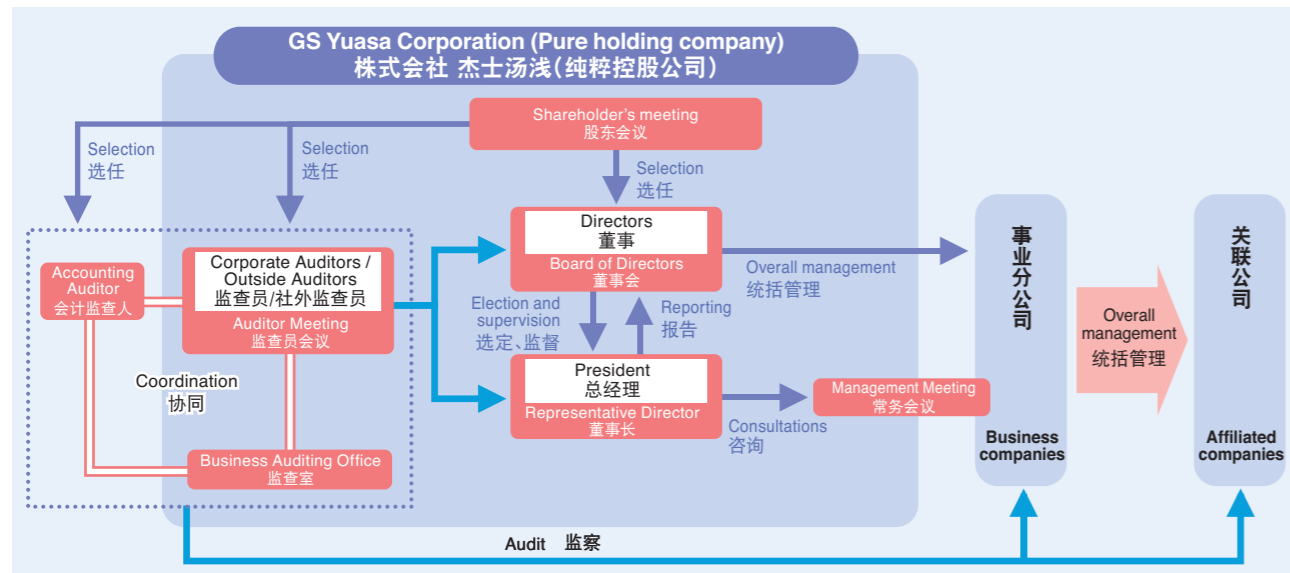 GS Yuasa Corporation (Pure holding company)
株式会社 杰士汤浅(纯粹控股公司)
Shareholder's meeting
股东会议
Selection
选任
Selection
选任
Selection
选任
Accounting
Auditor
会计监查人
Corporate Auditors /
Outside Auditors
监查员/社外监查员
Auditor Meeting
监查员会议
Coordination
协同
Business Auditing Office
监查室
Directors
董事
Board of Directors
董事会
Election and
supervision
选定、监督
Reporting
报告
President
总经理
Representative Director
董事长
Overall management
统括管理
Consultations
咨询
Management Meeting
常务会议
事业分公司
Business
companies
Overall
management
统括管理
关联公司
Affiliated
companies
Audit 监察